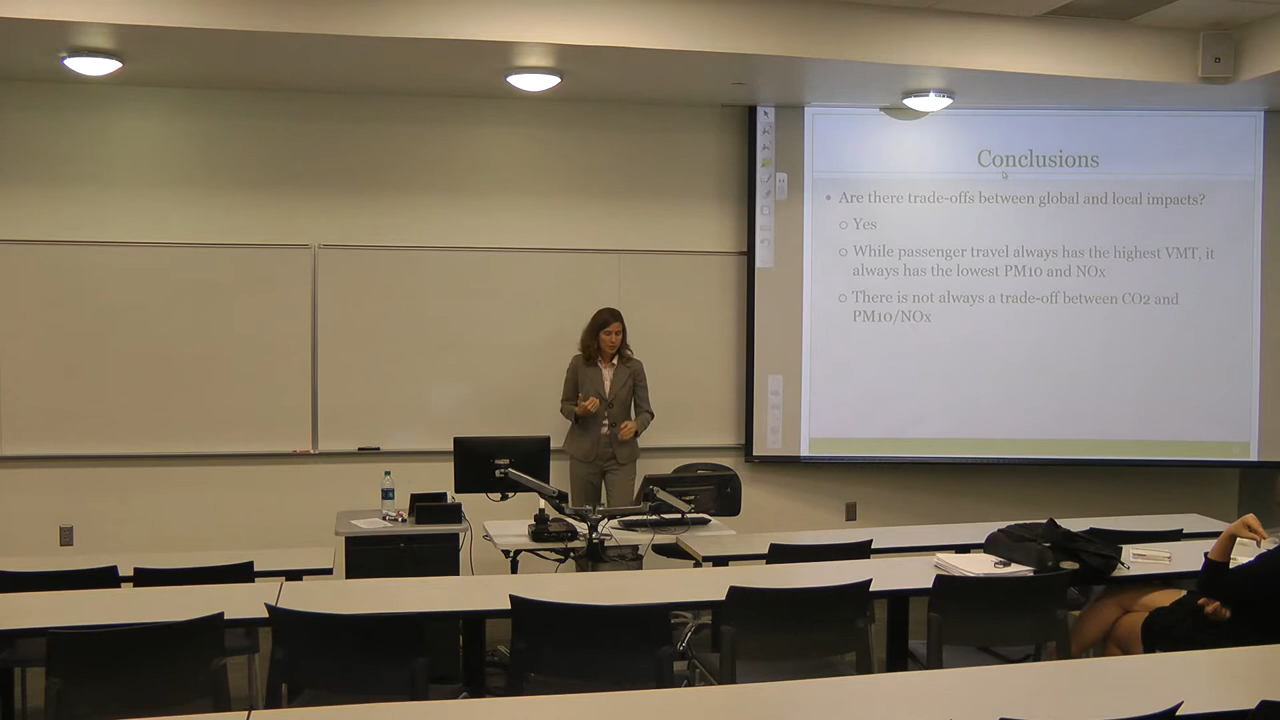 Conclusions
• Are there trade-offs between global and local impacts?
○ Yes
○ While passenger travel always has the highest VMT, it
always has the lowest PM10 and NOx
○ There is not always a trade-off between CO2 and
PM10/NOx